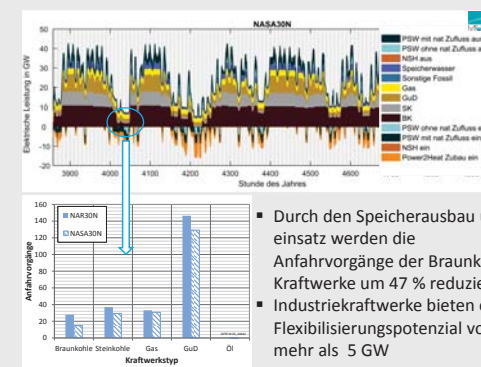 NASA30N
Elektrische Leistung in GW
50
40
30
20
10
0
-10
-20
3900 4000 4100 4200 4300 4400 4500 4600
Stunde des Jahres
PSW mit nat Zufluss aus
PSW ohne nat Zufluss a
NSH aus
Speicherwasser
Sonstige Fossil
Gas
GuD
SK
BK
PSW ohne nat Zufluss e
PSW mit nat Zufluss ein
NSH ein
Power2Heat Zubau ein
Anfahrvorgänge
160
140
120
100
80
60
40
20
0
NAR30N
NASA30N
Braunkohle Steinkohle Gas GuD Öl
Kraftwerkstyp
▪ Durch den Speicherausbau
einsatz werden die
Anfahrvorgänge der Braunk
Kraftwerke um 47 % reduzie
▪ Industriekraftwerke bieten
Flexibilisierungspotenzial vo
mehr als 5 GW